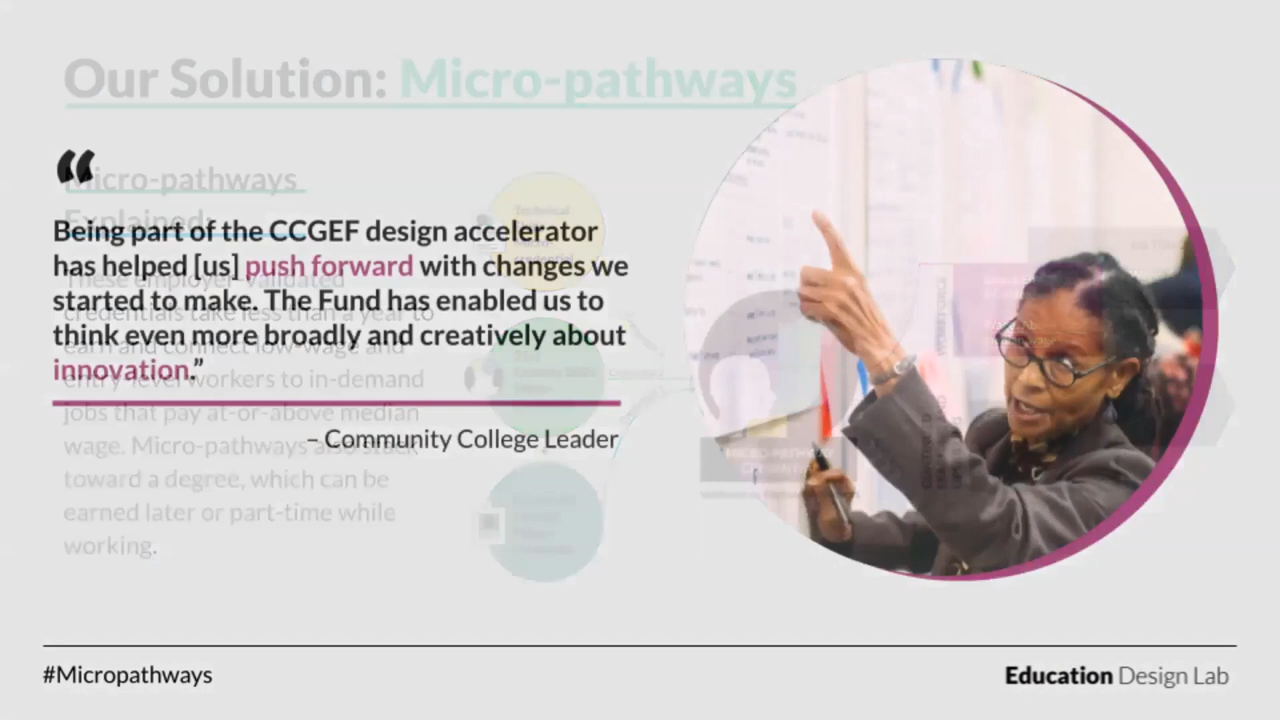 Our Solution: Micro-pathways
“
Micro-pathways
Explained:
Being part of the CCGEF design accelerator
has helped [us] push forward with changes we
started to make. The Fund has enabled us to
think even more broadly and creatively about
innovation.”
– Community College Leader
These employer-validated
credentials take less than a year to
earn and connect low-wage and
entry-level workers to in-demand
jobs that pay at-or-above median
wage. Micro-pathways also stack
toward a degree, which can be
earned later or part-time while
working.
Technical
#Micropathways
Education Design Lab